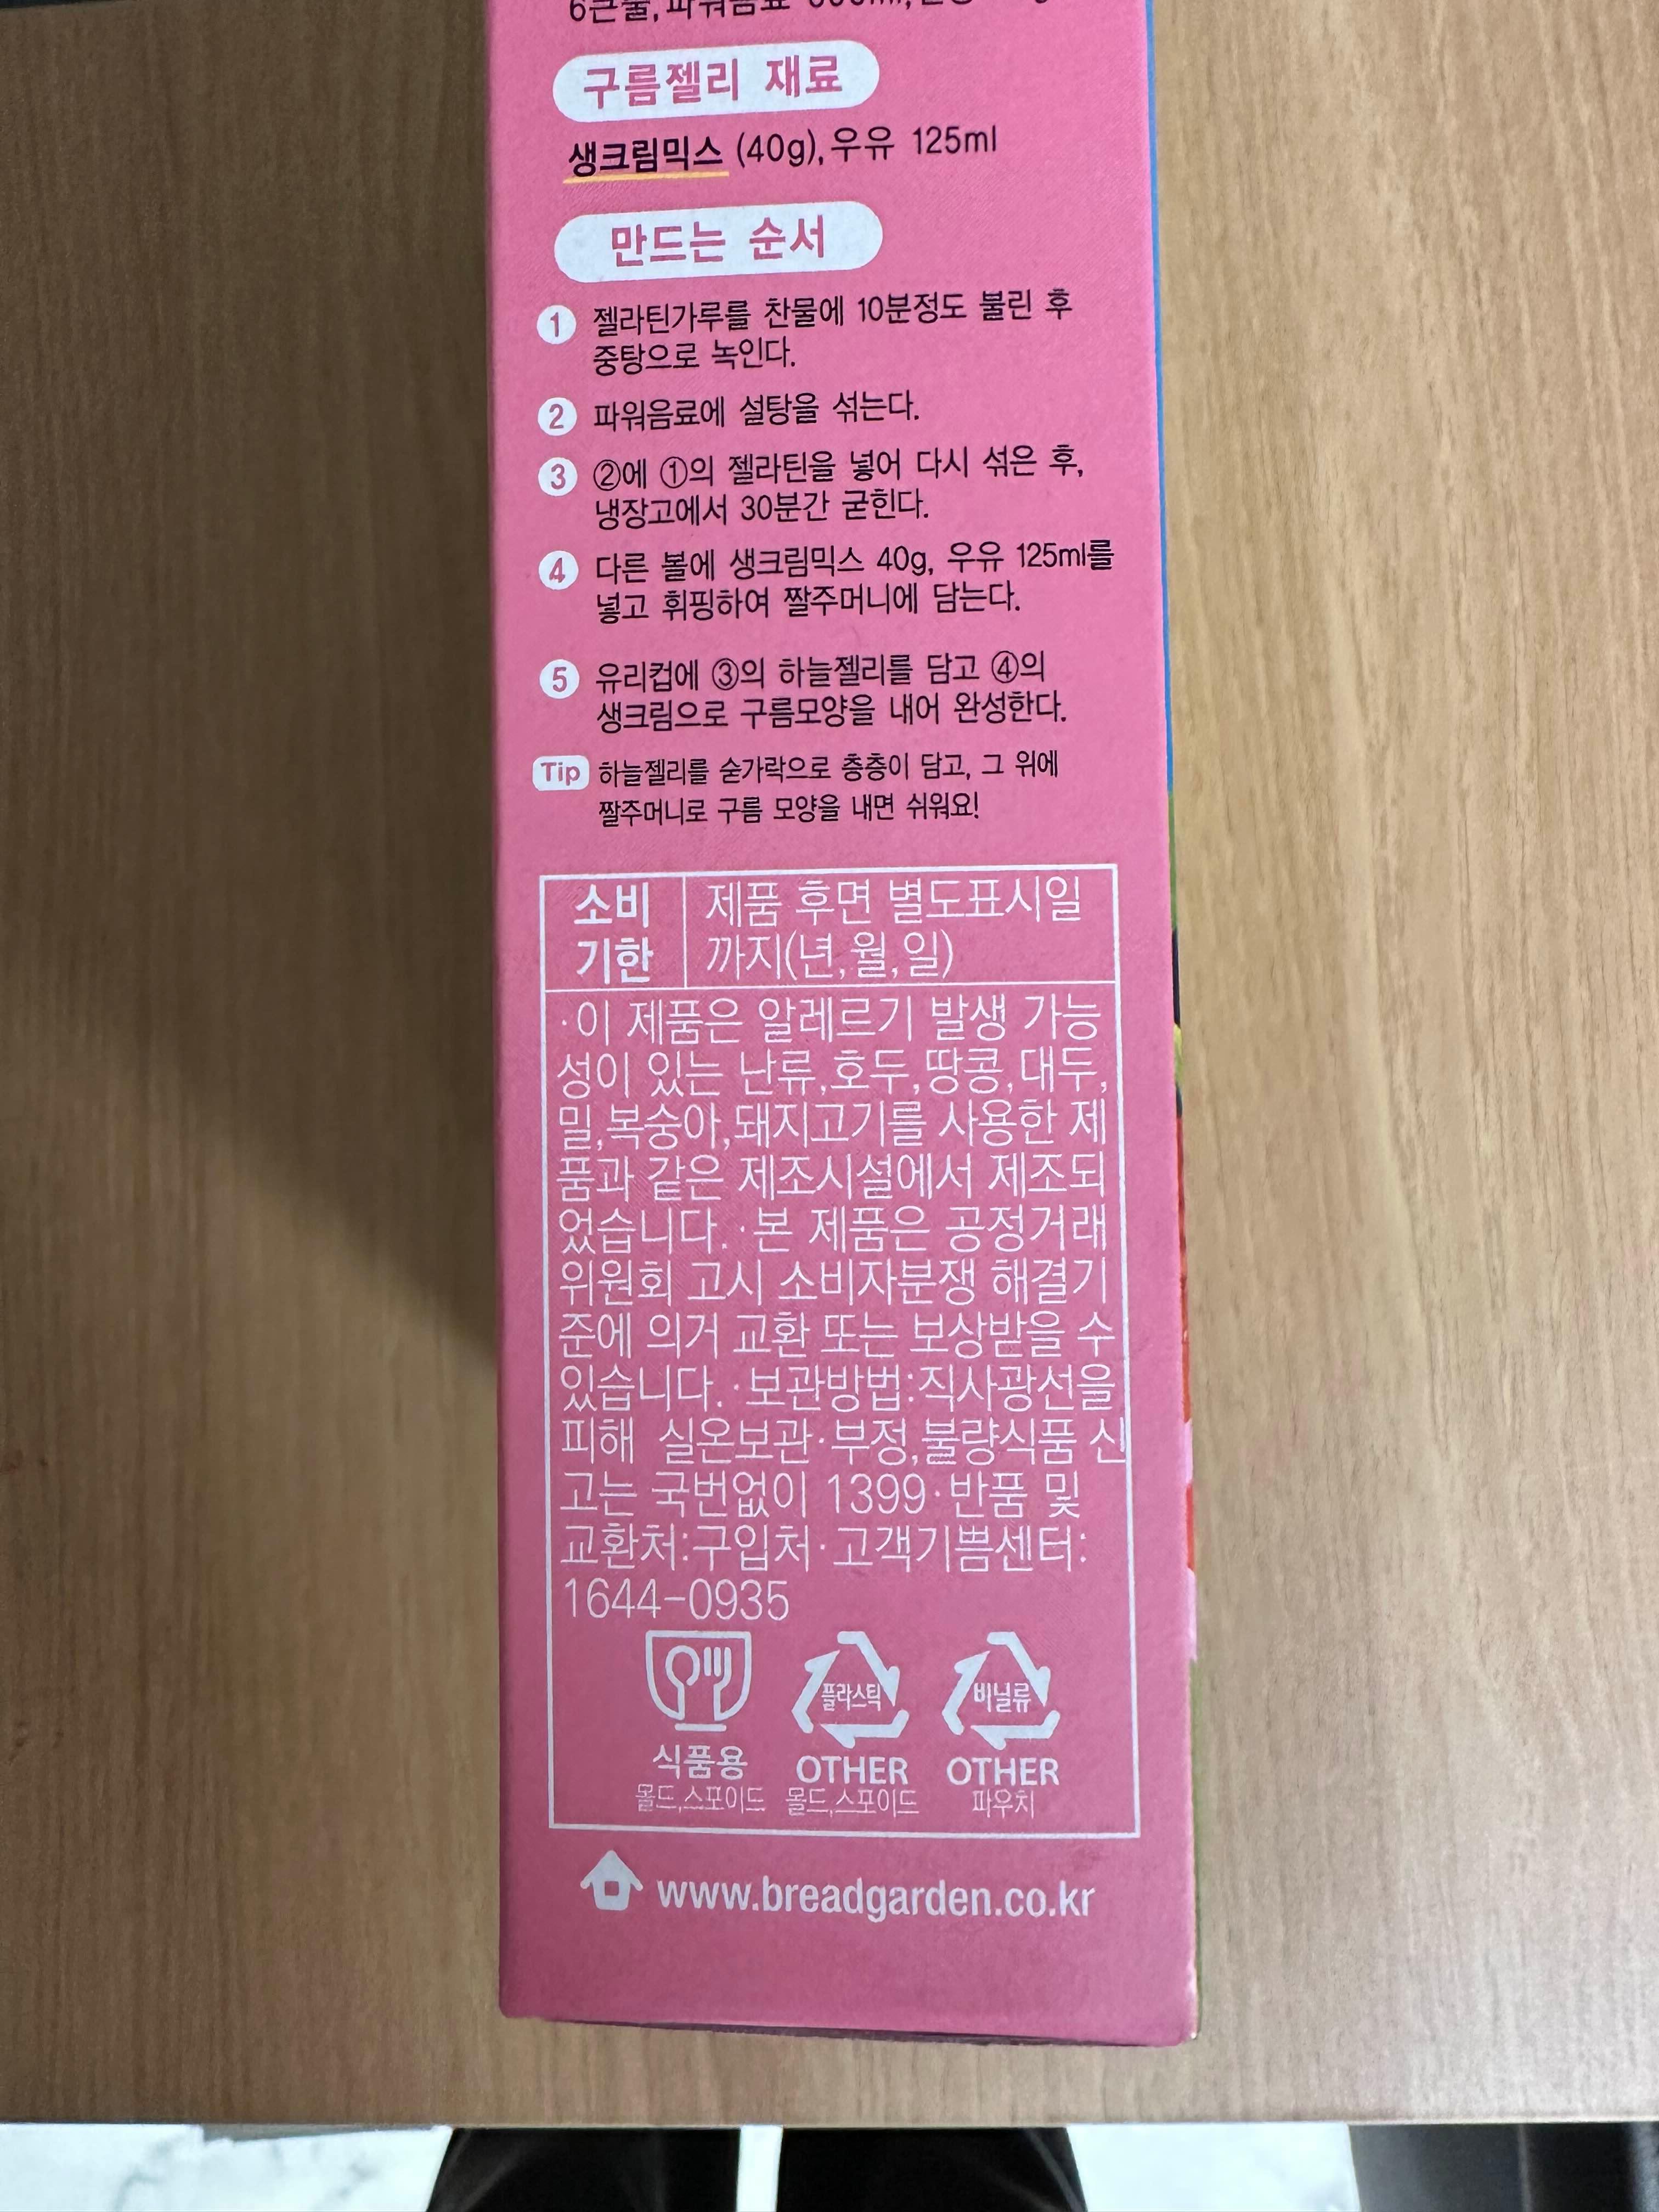 구름젤리 재료
생크림믹스 (40g), 우유 125ml
만드는 순서
1 젤라틴가루를 찬물에 10분정도 불린 후
중탕으로 녹인다.
2 파워음료에 설탕을 섞는다.
3 ②에 ①의 젤라틴을 넣어 다시 섞은 후,
냉장고에서 30분간 굳힌다.
4 다른 볼에 생크림믹스 40g, 우유 125ml를
넣고 휘핑하여 짤주머니에 담는다.
5 유리컵에 ③의 하늘젤리를 담고 ④의
생크림으로 구름모양을 내어 완성한다.
Tip 하늘젤리를 숟가락으로 층층이 담고, 그 위에
짤주머니로 구름 모양을 내면 쉬워요!
소비 제품 후면 별도표시일
기한 까지(년,월,일)
·이 제품은 알레르기 발생 가능
성이 있는 난류,호두,땅콩,대두,
밀,복숭아,돼지고기를 사용한 제
품과 같은 제조시설에서 제조되
었습니다. ·본 제품은 공정거래
위원회 고시 소비자분쟁 해결기
준에 의거 교환 또는 보상받을 수
있습니다. ·보관방법:직사광선을
피해 실온보관·부정,불량식품 신
고는 국번없이 1399·반품 및
교환처:구입처·고객기쁨센터:
1644-0935
플라스틱 비닐류
식품용 OTHER OTHER
몰드,스포이드 몰드,스포이드 파우치
www.breadgarden.co.kr